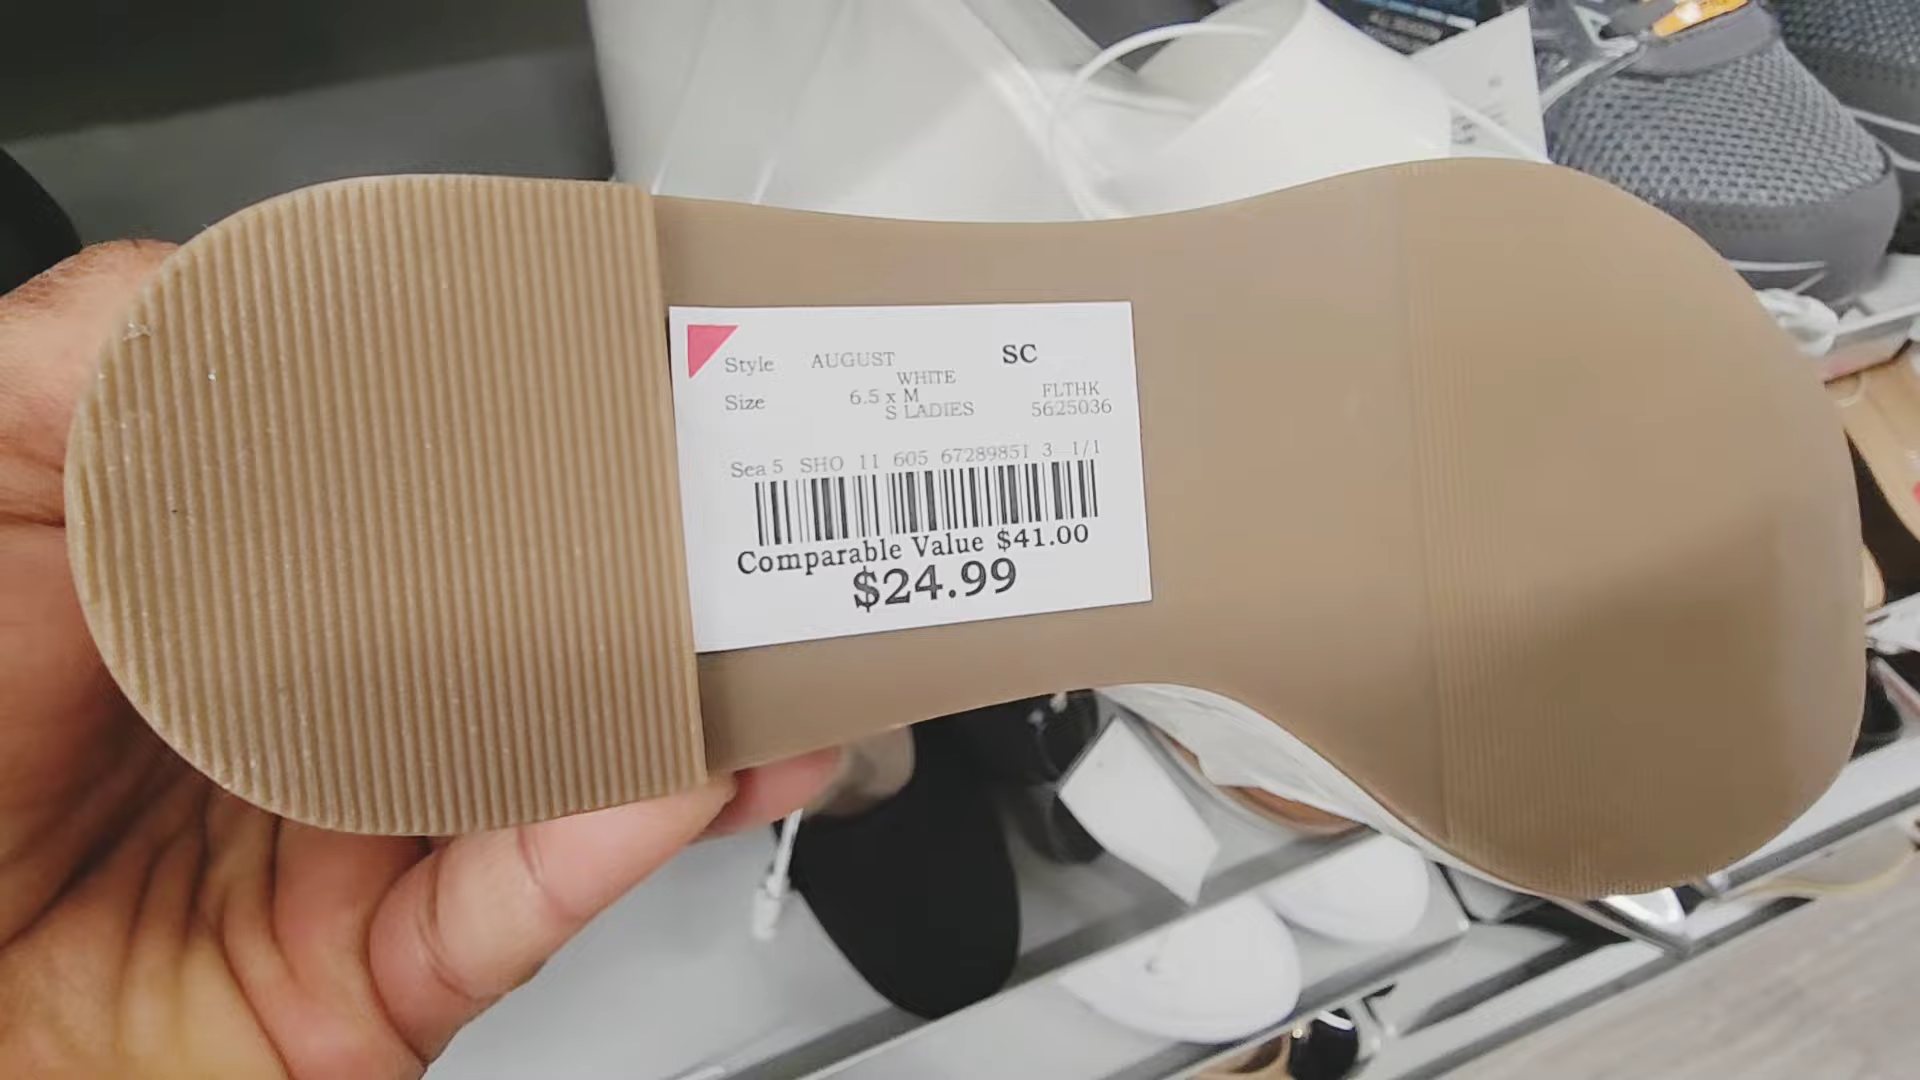 Style AUGUST SC
WHITE
Size 6.5 x M FLTHK
S LADIES 5625036
Sea 5 SHO 11 605 67289851 3 1/1
Comparable Value $41.00
$24.99